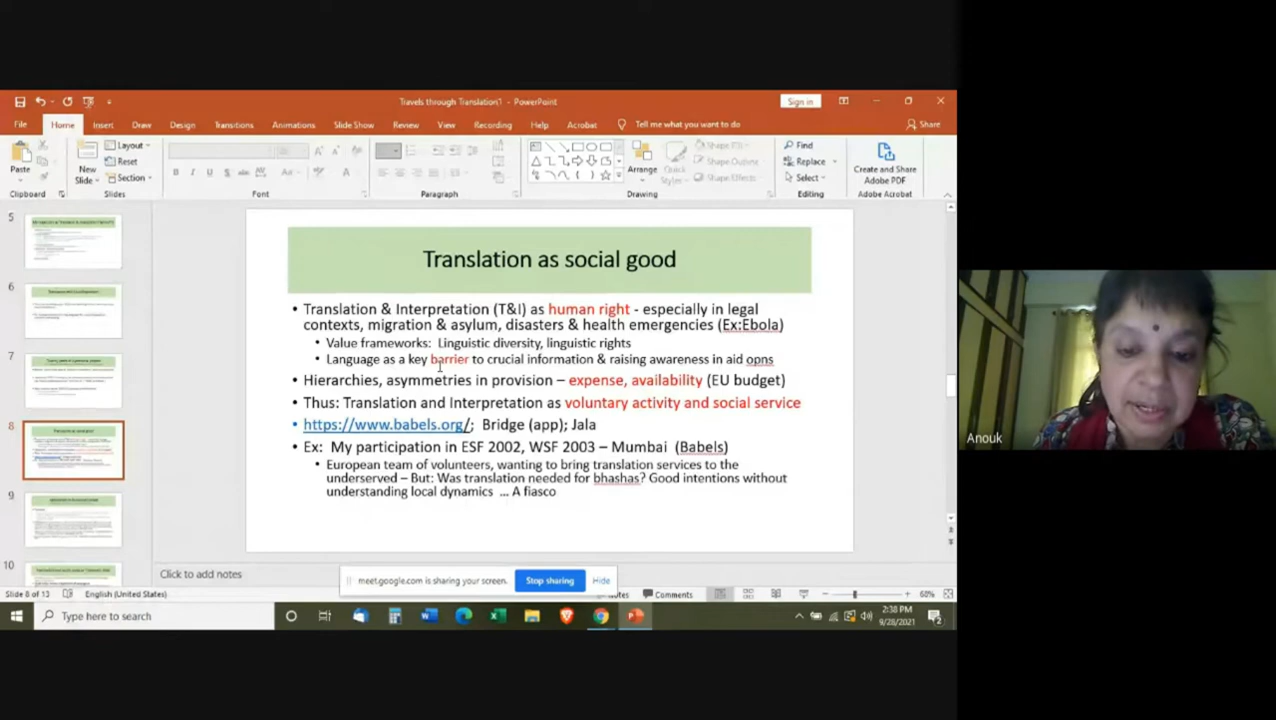 Travels through Translation1 - PowerPoint
Sign in
File Home Insert Draw Design Transitions Animations Slide Show Review View Recording Help Acrobat Tell me what you want to do Share
Paste
New Slide
Layout
Reset
Section
Arrange
Quick Styles
Shape Fill
Shape Outline
Shape Effects
Find
Replace
Select
Create and Share Adobe PDF
Clipboard Slides Font Paragraph Drawing Editing Adobe Acrobat
5
6
7
8
9
10
Translation as social good
• Translation & Interpretation (T&I) as human right - especially in legal
contexts, migration & asylum, disasters & health emergencies (Ex:Ebola)
• Value frameworks: Linguistic diversity, linguistic rights
• Language as a key barrier to crucial information & raising awareness in aid opns
• Hierarchies, asymmetries in provision – expense, availability (EU budget)
• Thus: Translation and Interpretation as voluntary activity and social service
• https://www.babels.org/; Bridge (app); Jala
• Ex: My participation in ESF 2002, WSF 2003 – Mumbai (Babels)
• European team of volunteers, wanting to bring translation services to the
underserved – But: Was translation needed for bhashas? Good intentions without
understanding local dynamics ... A fiasco
Anouk
Click to add notes
meet.google.com is sharing your screen. Stop sharing Hide
Slide 8 of 13 English (United States) Comments 68%
Type here to search
2:38 PM
9/28/2021
2